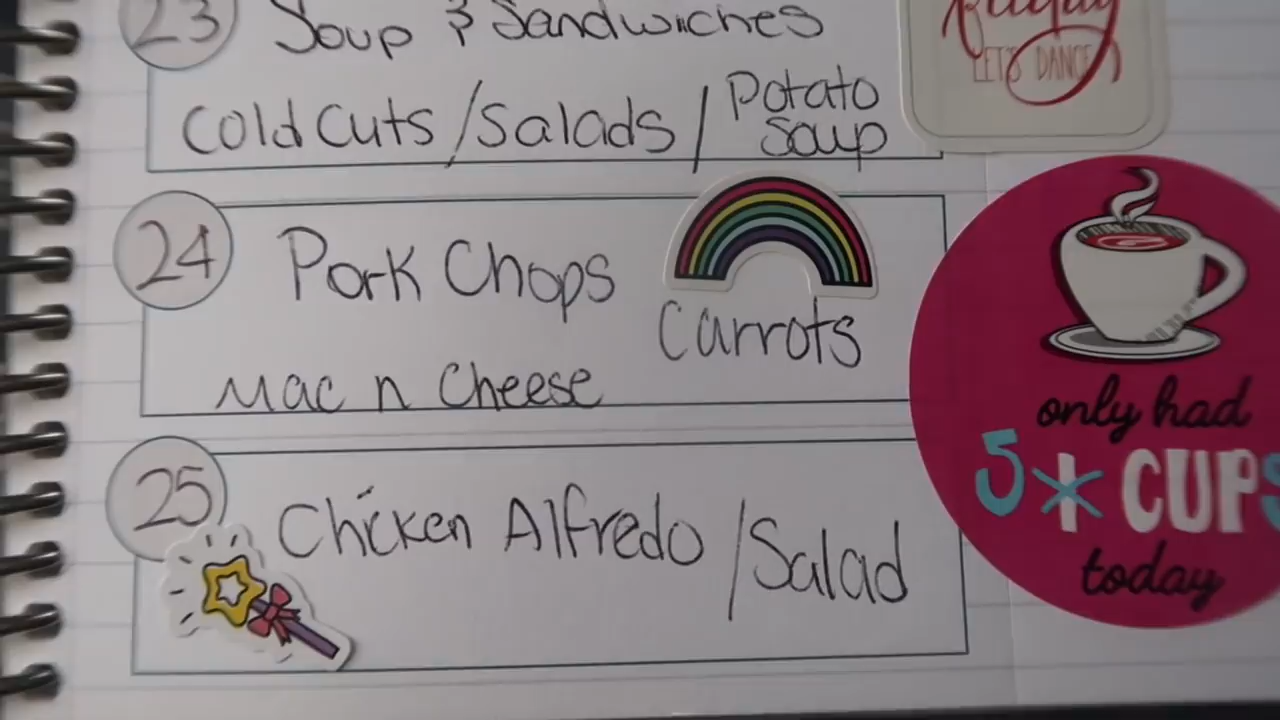 23 Soup & Sandwiches
Cold Cuts / Salads / Potato Soup
LET'S DANCE
24 Pork Chops
Carrots
Mac n Cheese
25 Chicken Alfredo / Salad
only had
5* CUPS
today